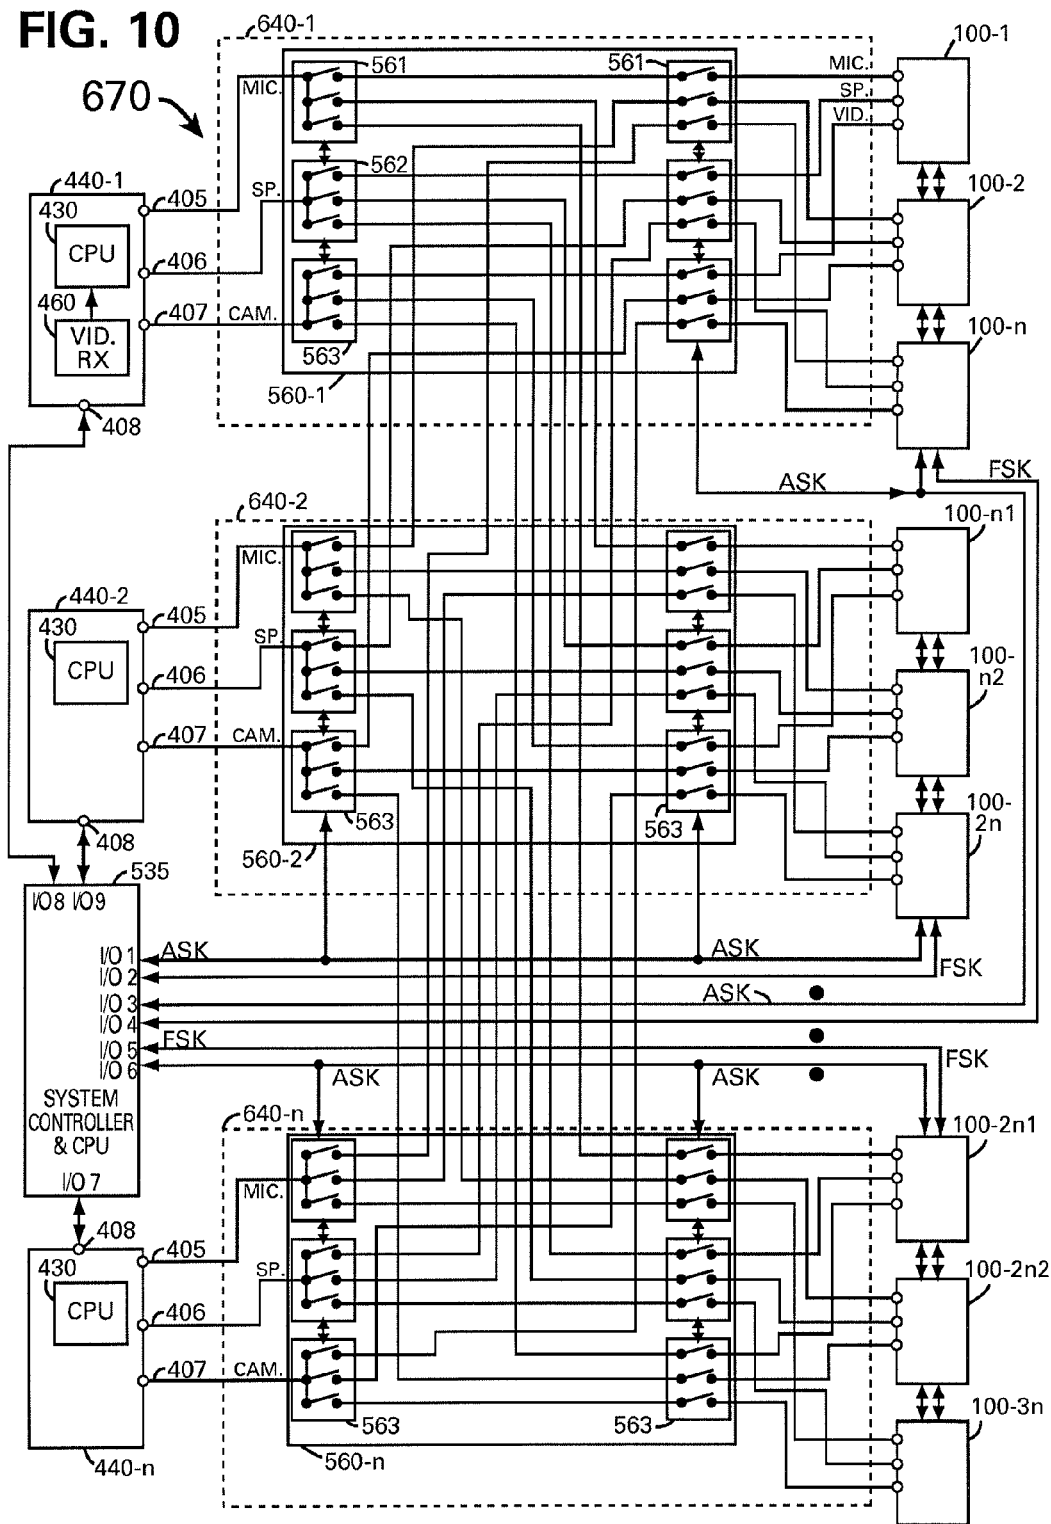 FIG. 10
670
640-1
561
561
MIC.
MIC.
SP.
VID.
100-1
562
SP.
440-1
430
CPU
460
VID.
RX
405
406
407
CAM.
563
560-1
408
100-2
100-n
ASK
FSK
640-2
MIC.
SP.
CAM.
440-2
430
CPU
405
406
407
408
563
563
560-2
100-n1
100-
n2
100-
2n
535
I/O8 I/O9
I/O 1
I/O 2
I/O 3
I/O 4
I/O 5
I/O 6
SYSTEM
CONTROLLER
& CPU
I/O 7
ASK
ASK
FSK
ASK
FSK
FSK
ASK
ASK
640-n
MIC.
SP.
CAM.
408
430
CPU
405
406
407
440-n
563
563
560-n
100-2n1
100-2n2
100-3n